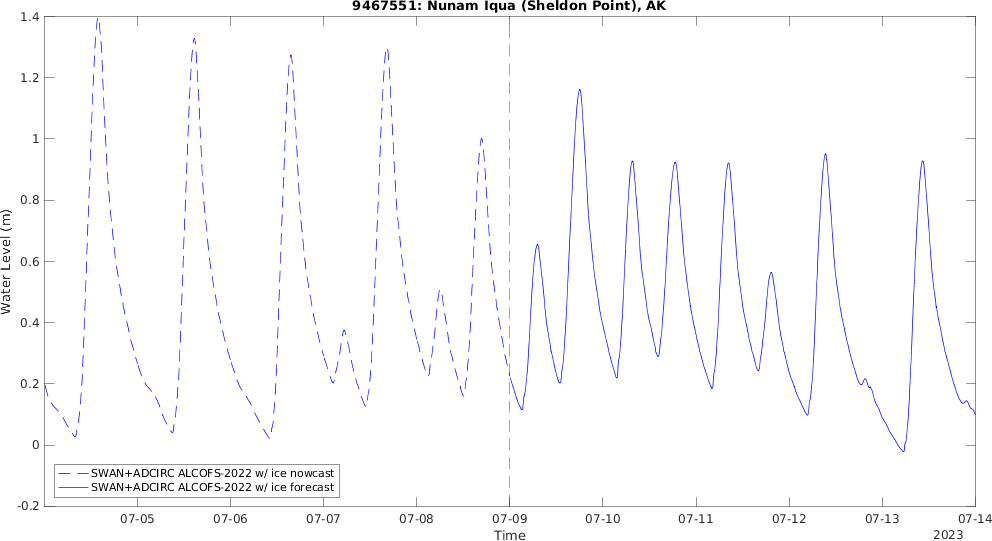 9467551: Nunam Iqua (Sheldon Point), AK
Water Level (m)
1.4
1.2
1
0.8
0.6
0.4
0.2
0
-0.2
SWAN+ADCIRC ALCOFS-2022 w/ ice nowcast
SWAN+ADCIRC ALCOFS-2022 w/ ice forecast
07-05 07-06 07-07 07-08 07-09 07-10 07-11 07-12 07-13 07-14
Time
2023